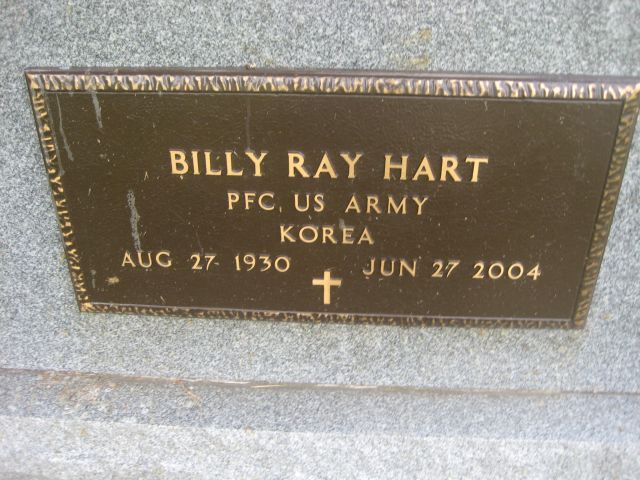 BILLY RAY HART
PFC US ARMY
KOREA
AUG 27 1930 JUN 27 2004